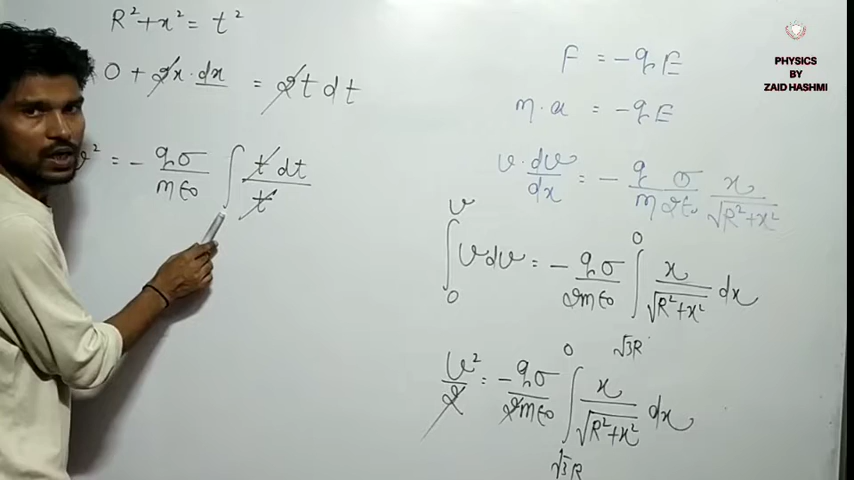 R² + x² = t²
0 + 2x · dx = 2t dt
v² = - qσ / mε₀ ∫ t dt / t
F = - qE
m · a = - qE
v · dv/dx = - q/m σ/2ε₀ x/√R²+x²
∫₀^v v dv = - qσ / 2mε₀ ∫_√3R^0 x/√R²+x² dx
v²/2 = - qσ / 2mε₀ ∫_√3R^0 x/√R²+x² dx
PHYSICS
BY
ZAID HASHMI